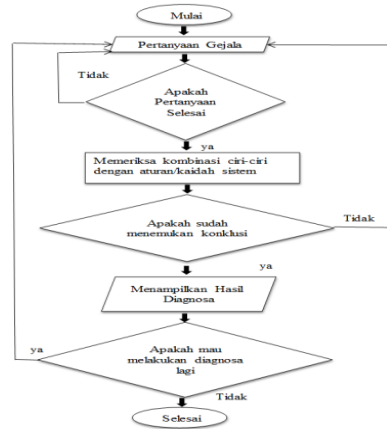 Mulai
Pertanyaan Gejala
Tidak
Apakah
Pertanyaan
Selesai
ya
Memeriksa kombinasi ciri-ciri
dengan aturan/kaidah sistem
Apakah sudah
menemukan konklusi
Tidak
ya
Menampilkan Hasil
Diagnosa
Apakah mau
melakukan diagnosa
lagi
ya
Tidak
Selesai